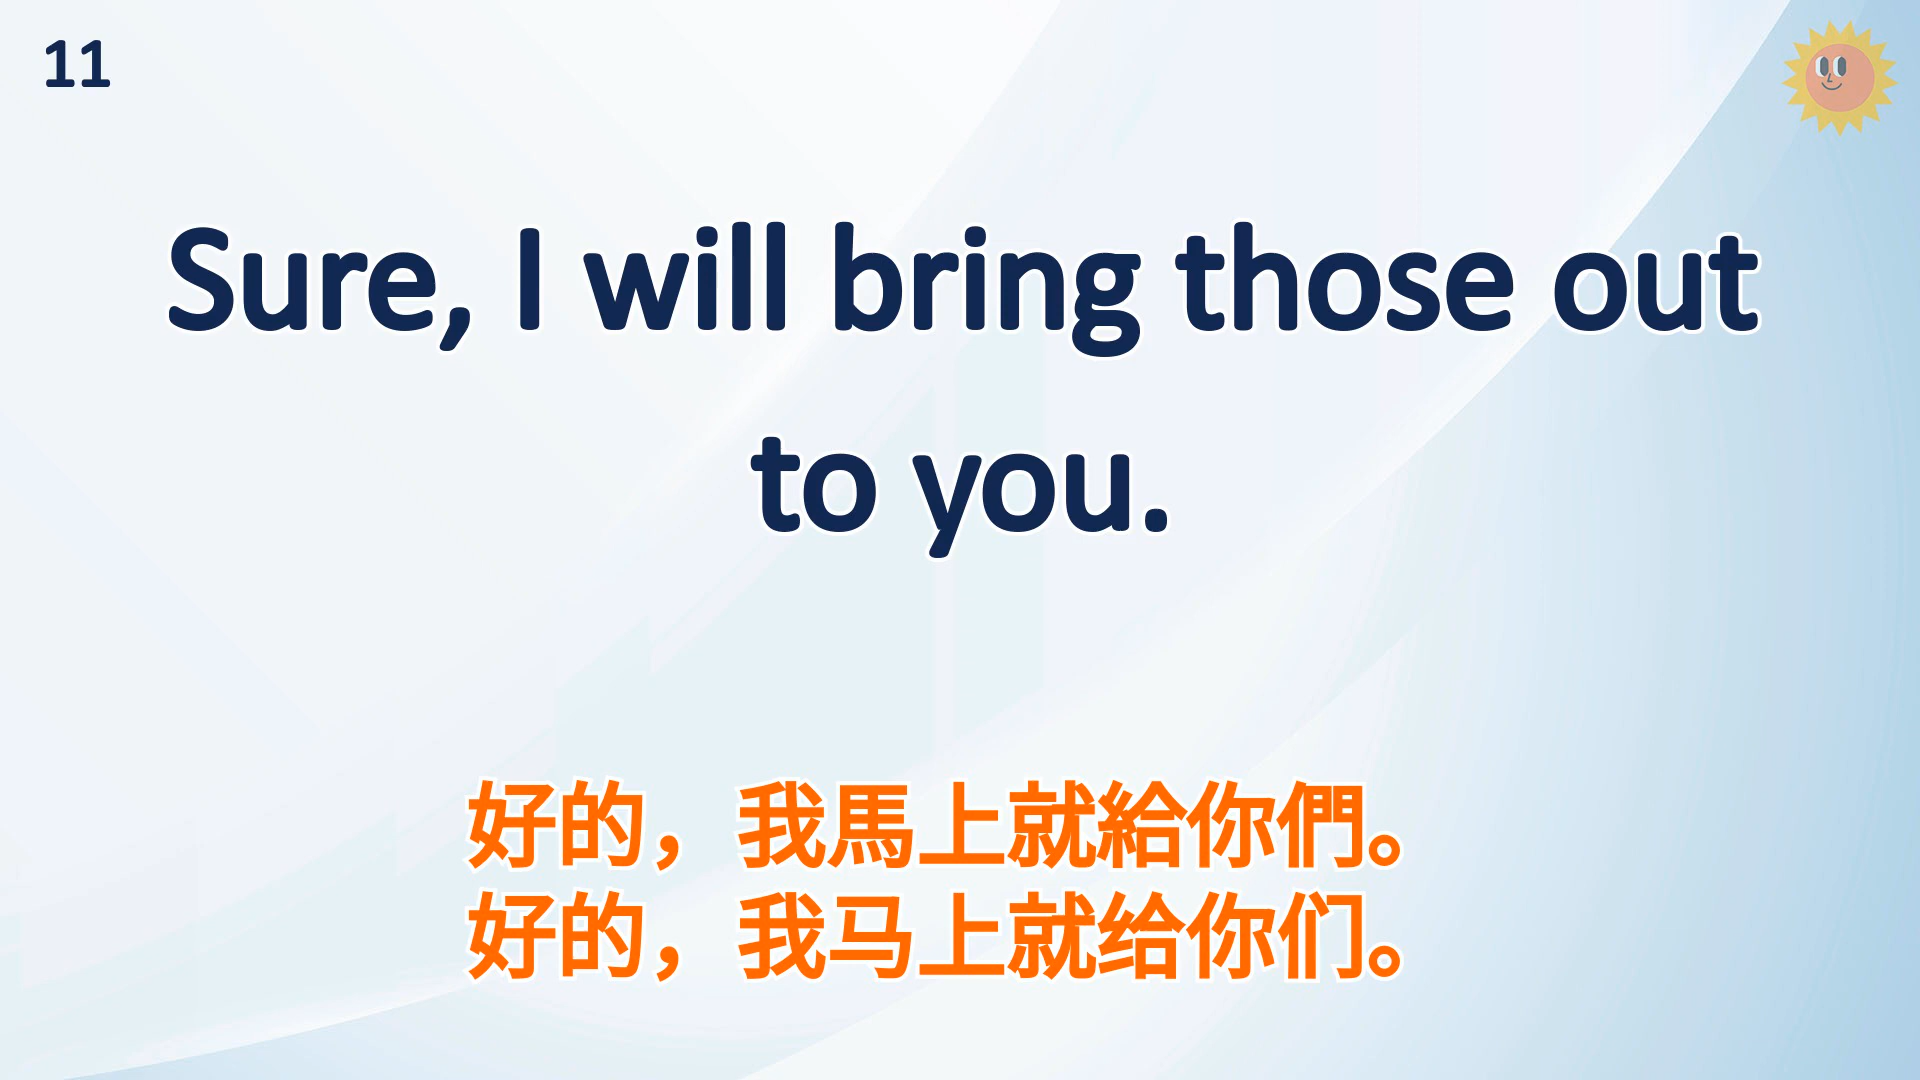 11
Sure, I will bring those out
to you.
好的，我馬上就給你們。
好的，我马上就给你们。